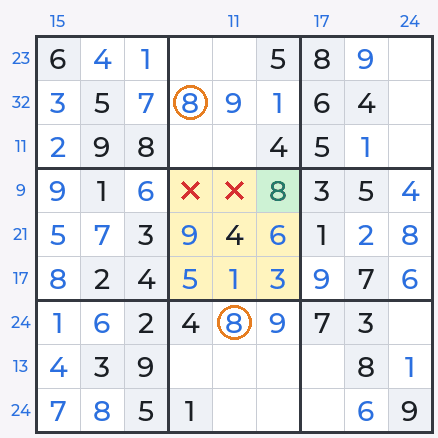 15 11 17 24
23 6 4 1 5 8 9
32 3 5 7 8 9 1 6 4
11 2 9 8 4 5 1
9 9 1 6 × × 8 3 5 4
21 5 7 3 9 4 6 1 2 8
17 8 2 4 5 1 3 9 7 6
24 1 6 2 4 8 9 7 3
13 4 3 9 8 1
24 7 8 5 1 6 9